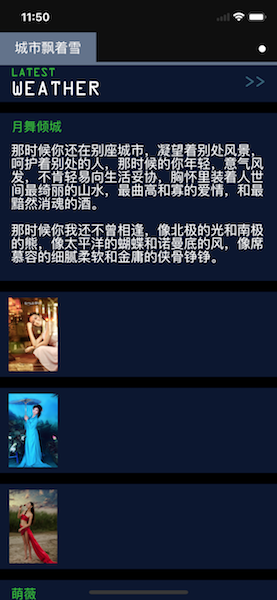 11:50
城市飘着雪
LATEST
WEATHER
>>
月舞倾城
那时候你还在别座城市，凝望着别处风景，
呵护着别处的人，那时候的你年轻，意气风
发，不肯轻易向生活妥协，胸怀里装着人世
间最绮丽的山水，最曲高和寡的爱情，和最
黯然消魂的酒。
那时候你我还不曾相逢，像北极的光和南极
的熊，像太平洋的蝴蝶和诺曼底的风，像席
慕容的细腻柔软和金庸的侠骨铮铮。
萌薇